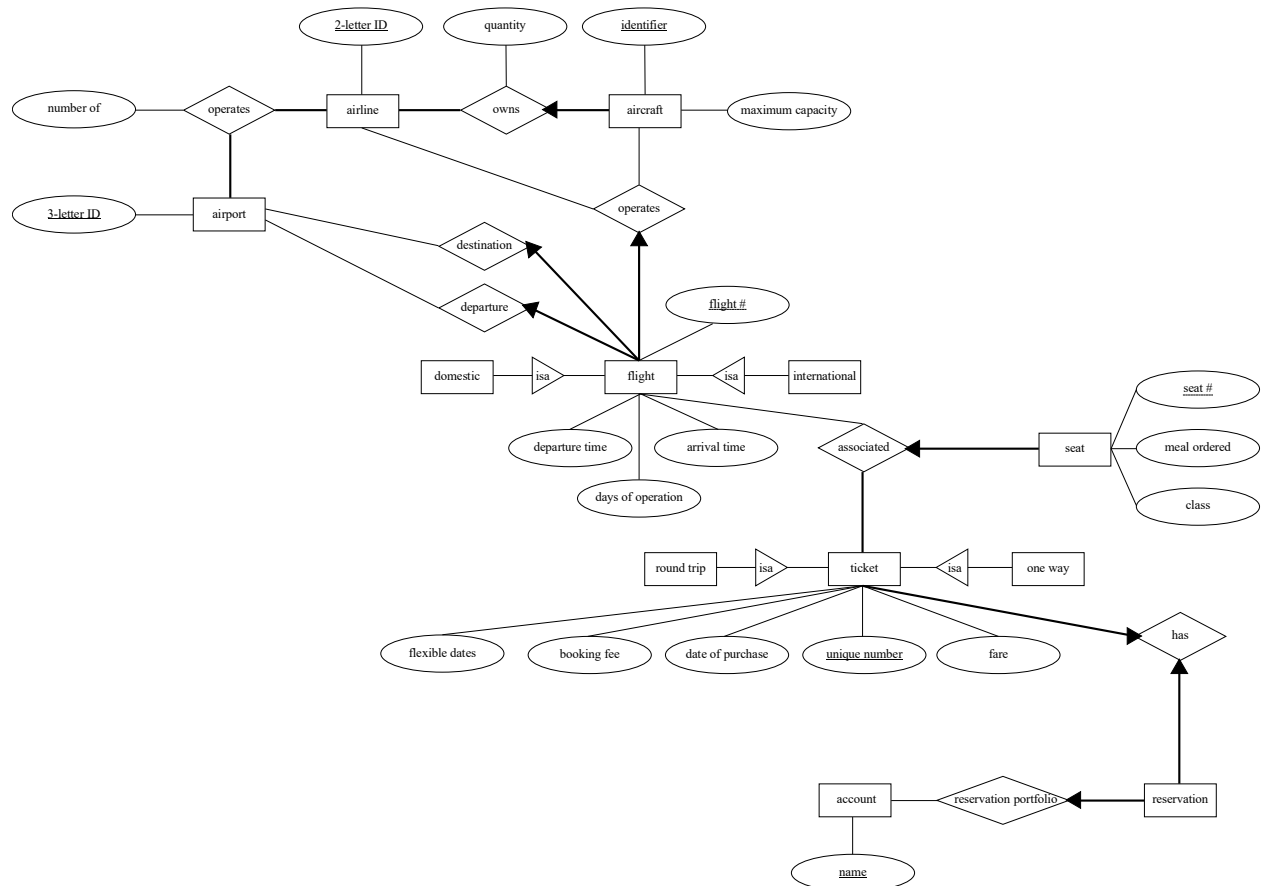 2-letter ID
quantity
identifier
number of
operates
airline
owns
aircraft
maximum capacity
3-letter ID
airport
operates
destination
departure
flight #
domestic
isa
flight
isa
international
seat #
departure time
arrival time
associated
seat
meal ordered
days of operation
class
round trip
isa
ticket
isa
one way
flexible dates
booking fee
date of purchase
unique number
fare
has
account
reservation portfolio
reservation
name